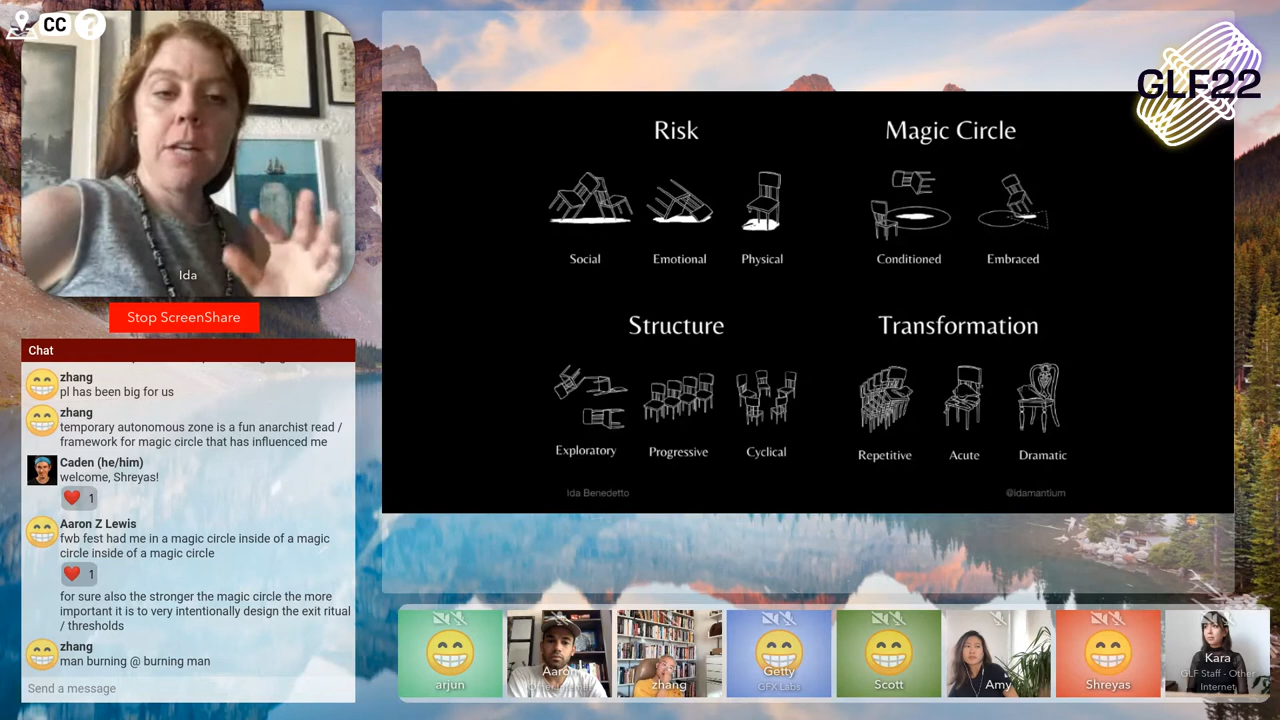 CC
?
Ida
Stop ScreenShare
Chat
zhang
pl has been big for us
zhang
temporary autonomous zone is a fun anarchist read /
framework for magic circle that has influenced me
Caden (he/him)
welcome, Shreyas!
1
Aaron Z Lewis
fwb fest had me in a magic circle inside of a magic
circle inside of a magic circle
1
for sure also the stronger the magic circle the more
important it is to very intentionally design the exit ritual
/ thresholds
zhang
man burning @ burning man
Send a message
GLF22
Risk
Social Emotional Physical
Magic Circle
Conditioned Embraced
Structure
Exploratory Progressive Cyclical
Transformation
Repetitive Acute Dramatic
Ida Benedetto
@idamantium
arjun
zhang
Getty
GFX Labs
Scott
Amy
Shreyas
Kara
GLF Staff - Other
Internet